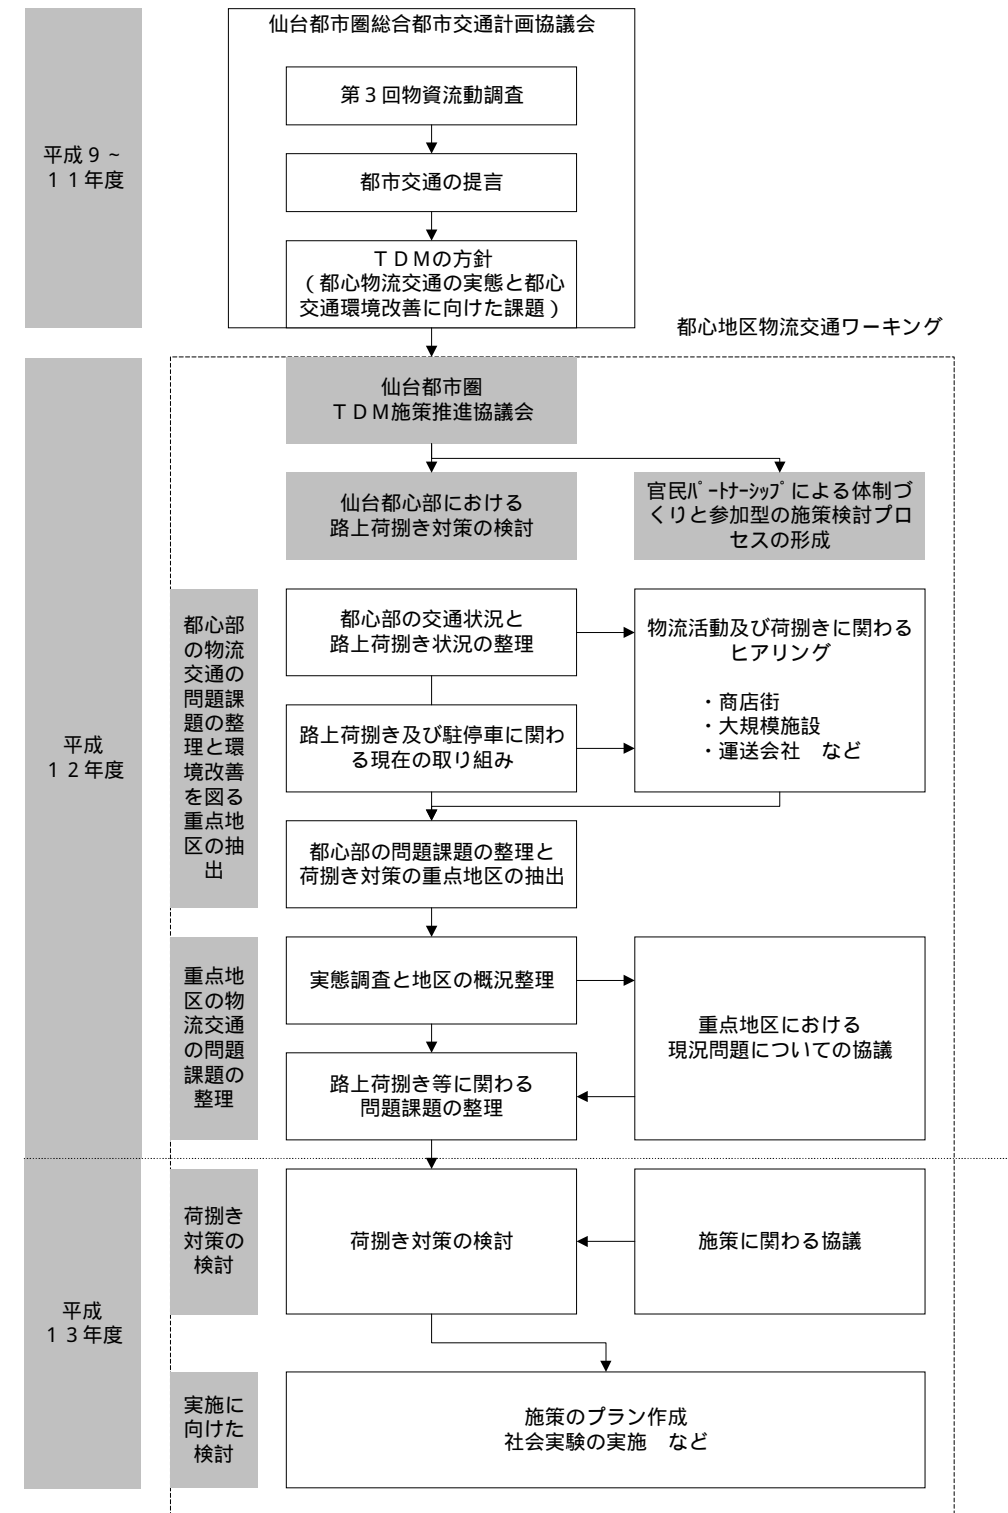 仙台都市圏総合都市交通計画協議会
第３回物資流動調査
平成９～
１１年度
都市交通の提言
ＴＤＭの方針
（都心物流交通の実態と都心
交通環境改善に向けた課題）
都心地区物流交通ワーキング
仙台都市圏
ＴＤＭ施策推進協議会
仙台都心部における
路上荷捌き対策の検討
官民ﾊﾟｰﾄﾅｰｼｯﾌﾟによる体制づ
くりと参加型の施策検討プロ
セスの形成
平成
１２年度
都心部
の物流
交通の
問題課
題の整
理と環
境改善
を図る
重点地
区の抽
出
都心部の交通状況と
路上荷捌き状況の整理
物流活動及び荷捌きに関わる
ヒアリング
・商店街
・大規模施設
・運送会社　など
路上荷捌き及び駐停車に関わ
る現在の取り組み
都心部の問題課題の整理と
荷捌き対策の重点地区の抽出
重点地
区の物
流交通
の問題
課題の
整理
実態調査と地区の概況整理
重点地区における
現況問題についての協議
路上荷捌き等に関わる
問題課題の整理
平成
１３年度
荷捌き
対策の
検討
荷捌き対策の検討
施策に関わる協議
実施に
向けた
検討
施策のプラン作成
社会実験の実施　など